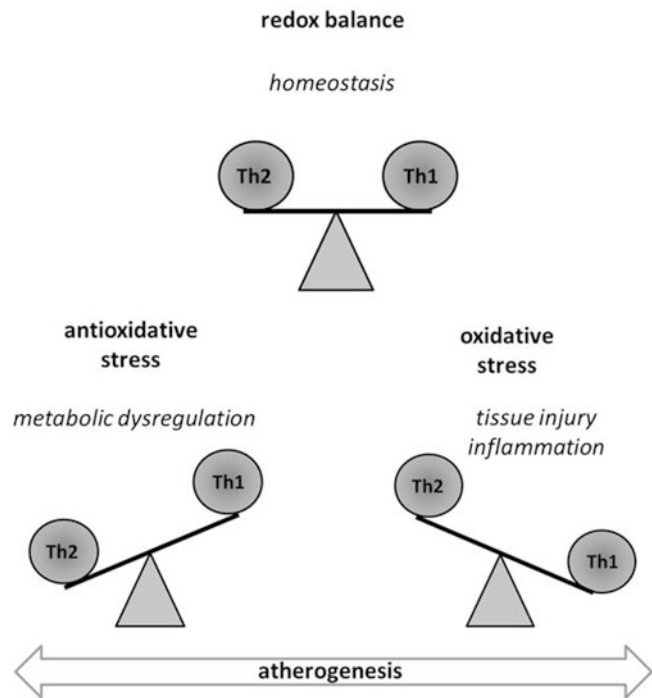 redox balance
homeostasis
Th2
Th1
antioxidative
stress
metabolic dysregulation
Th1
Th2
oxidative
stress
tissue injury
inflammation
Th2
Th1
atherogenesis